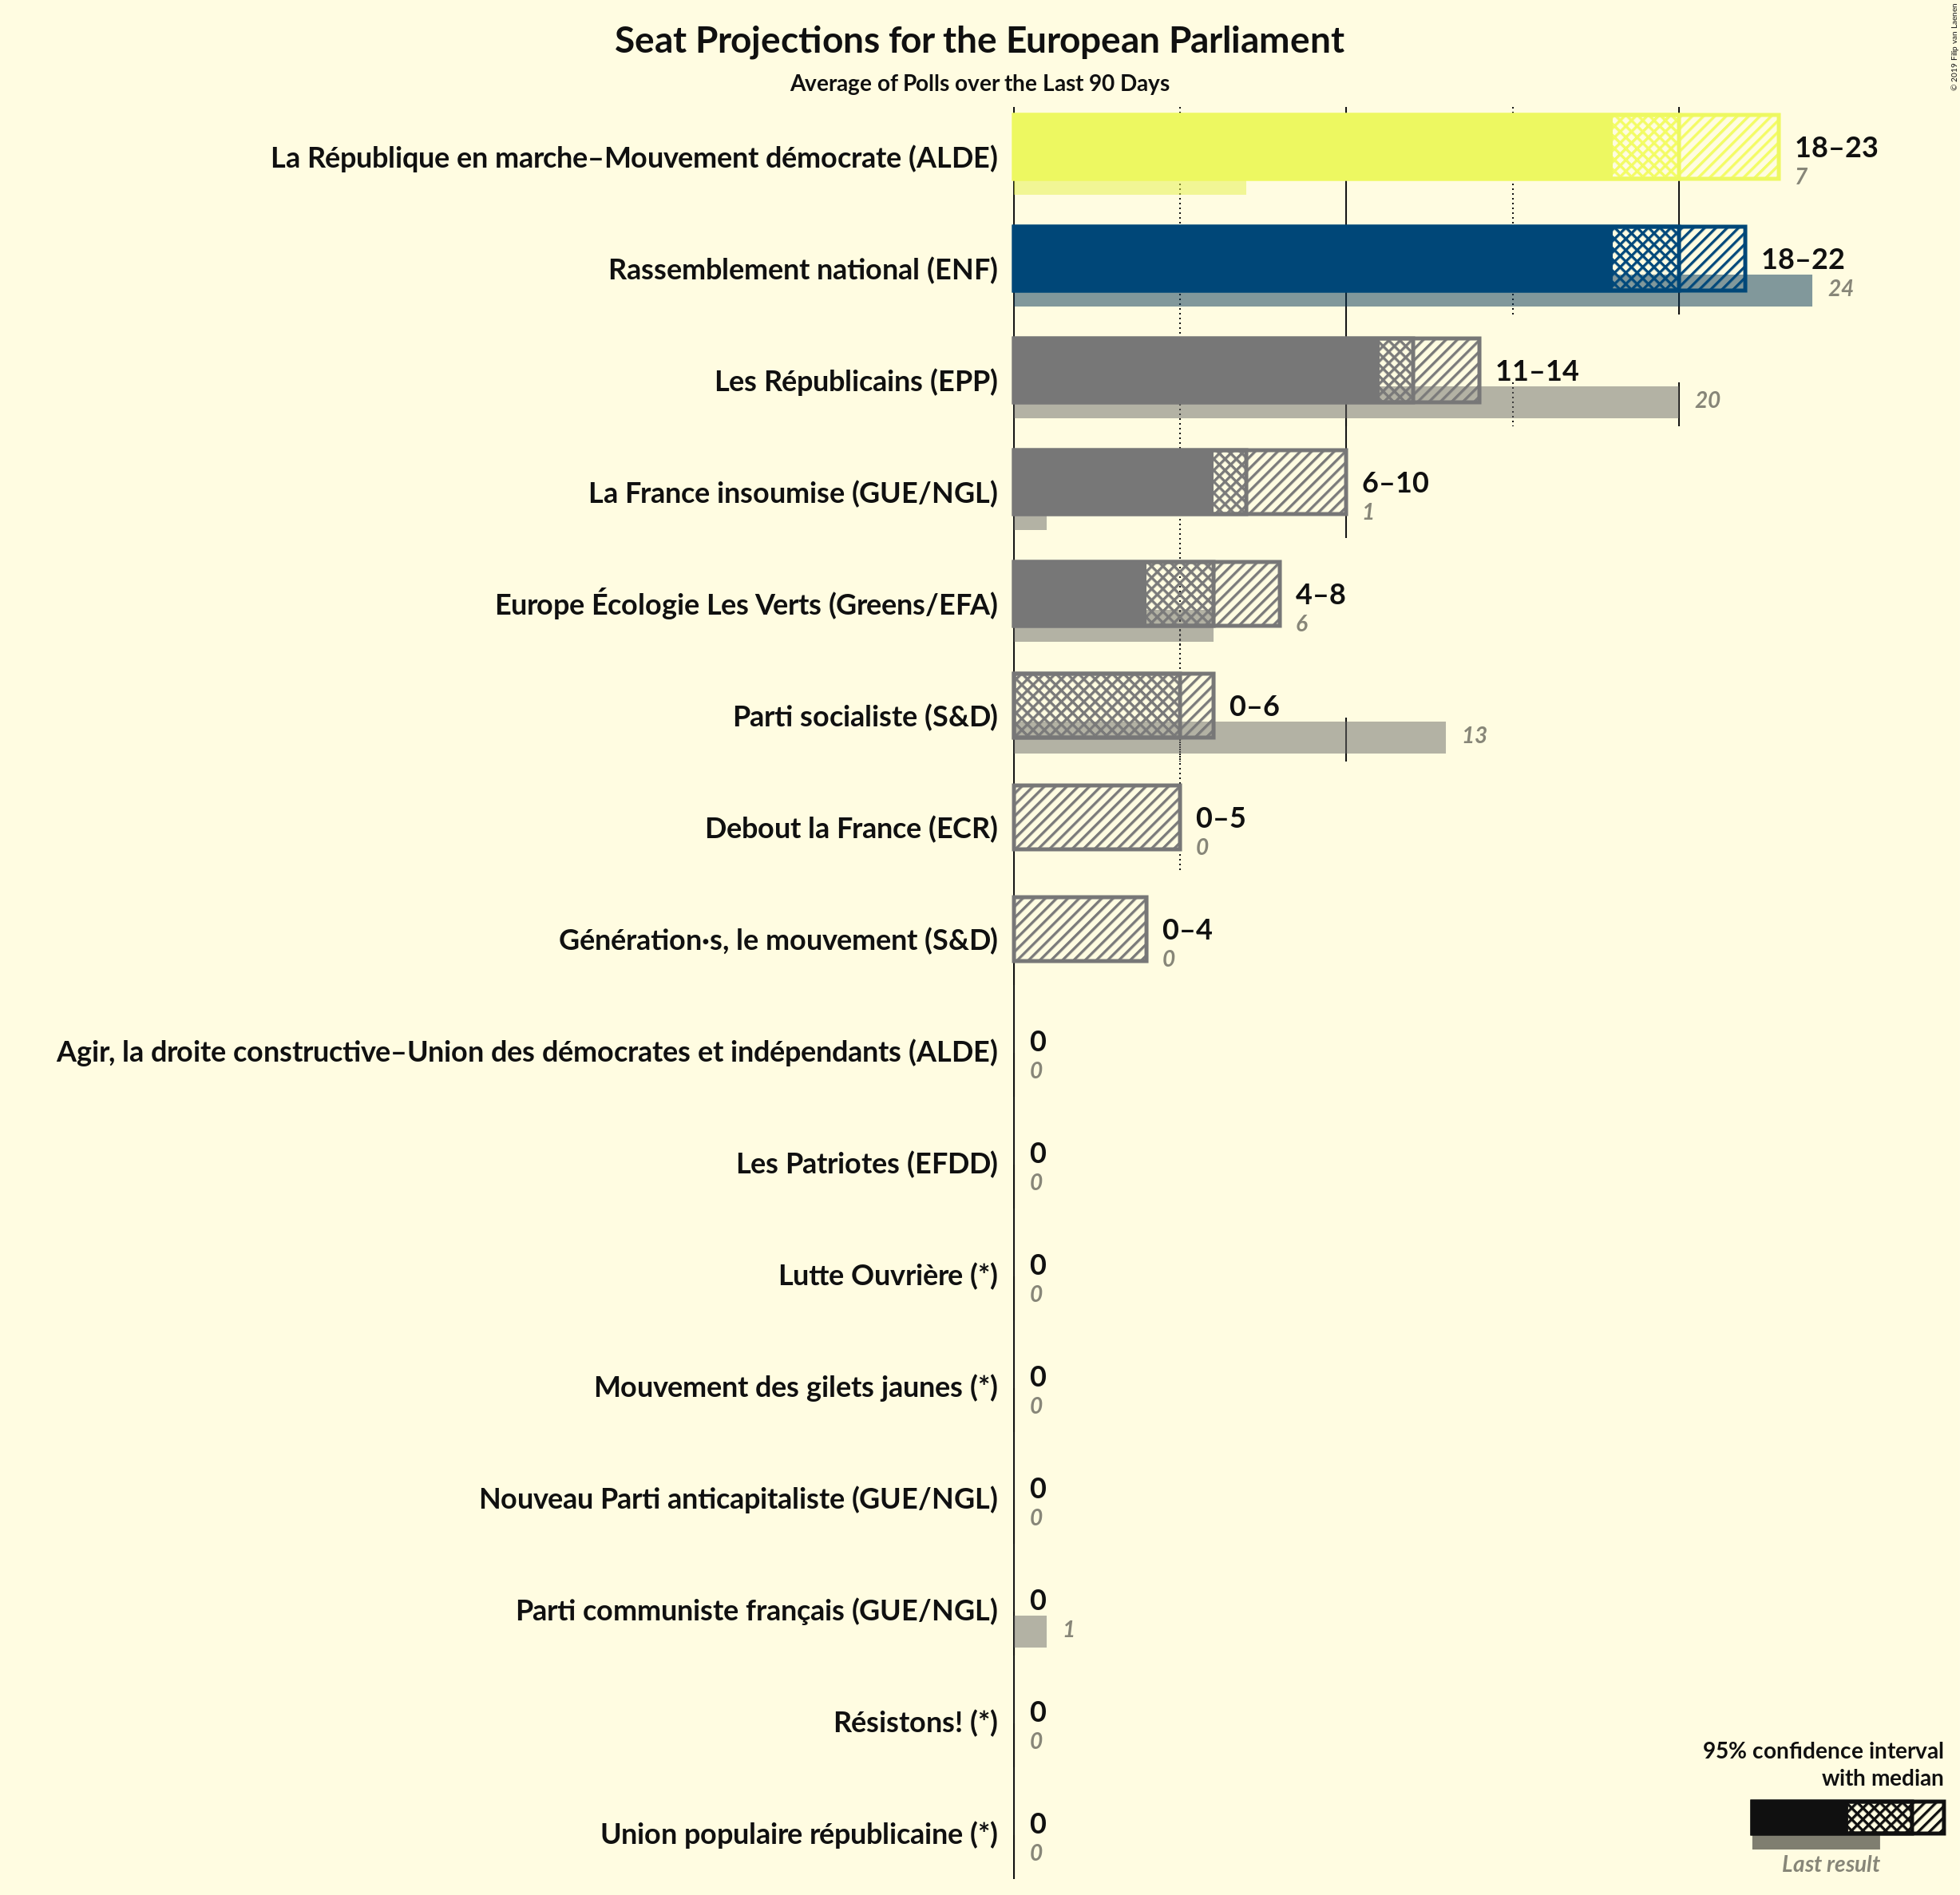 Seat Projections for the European Parliament
Average of Polls over the Last 90 Days
© 2019 Filip van Laenen
La République en marche–Mouvement démocrate (ALDE)
18–23
7
Rassemblement national (ENF)
18–22
24
Les Républicains (EPP)
11–14
20
La France insoumise (GUE/NGL)
6–10
1
Europe Écologie Les Verts (Greens/EFA)
4–8
6
Parti socialiste (S&D)
0–6
13
Debout la France (ECR)
0–5
0
Génération·s, le mouvement (S&D)
0–4
0
Agir, la droite constructive–Union des démocrates et indépendants (ALDE)
0
0
Les Patriotes (EFDD)
0
0
Lutte Ouvrière (*)
0
0
Mouvement des gilets jaunes (*)
0
0
Nouveau Parti anticapitaliste (GUE/NGL)
0
0
Parti communiste français (GUE/NGL)
0
1
Résistons! (*)
0
0
Union populaire républicaine (*)
0
0
95% confidence interval
with median
Last result